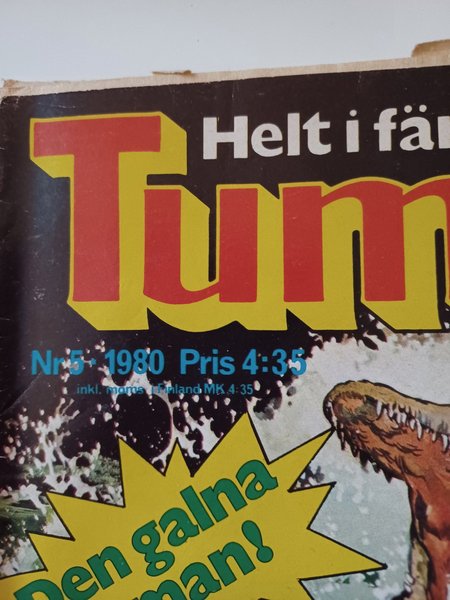 Helt i fär
Tum
Nr 5 • 1980 Pris 4:35
inkl. moms i Finland MK 4:35
Den galna
man!